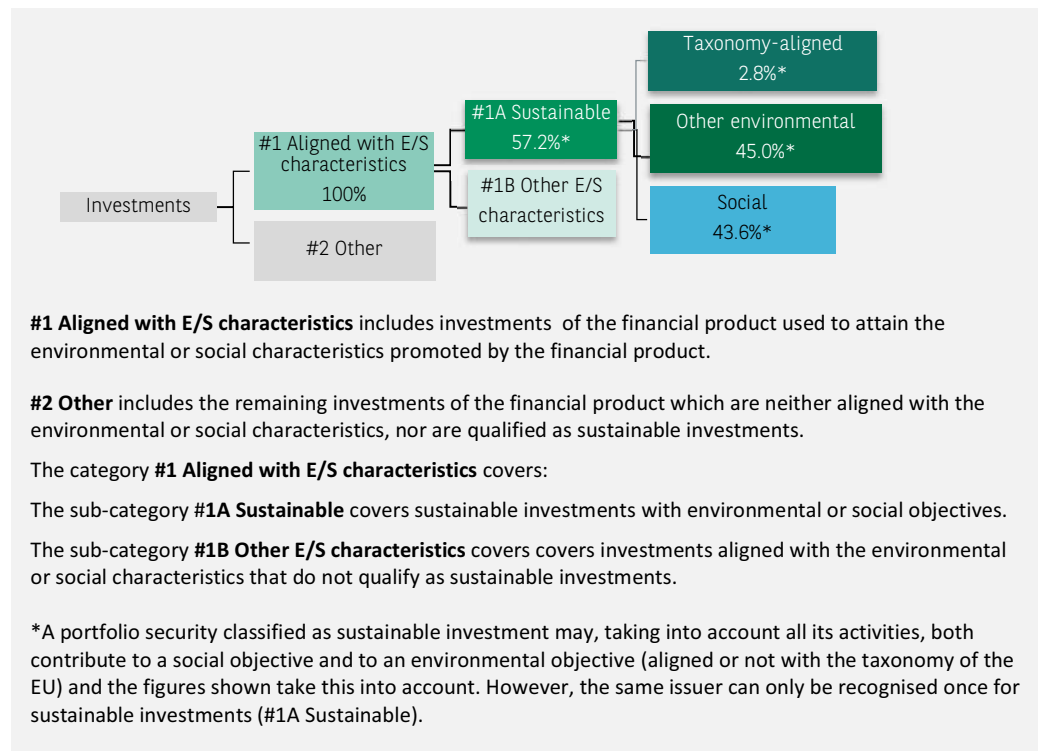 Taxonomy-aligned
2.8%*
#1A Sustainable
57.2%*
Other environmental
45.0%*
#1 Aligned with E/S
characteristics
100%
#1B Other E/S
characteristics
Investments
Social
43.6%*
#2 Other
#1 Aligned with E/S characteristics includes investments of the financial product used to attain the
environmental or social characteristics promoted by the financial product.
#2 Other includes the remaining investments of the financial product which are neither aligned with the
environmental or social characteristics, nor are qualified as sustainable investments.
The category #1 Aligned with E/S characteristics covers:
The sub-category #1A Sustainable covers sustainable investments with environmental or social objectives.
The sub-category #1B Other E/S characteristics covers covers investments aligned with the environmental
or social characteristics that do not qualify as sustainable investments.
*A portfolio security classified as sustainable investment may, taking into account all its activities, both
contribute to a social objective and to an environmental objective (aligned or not with the taxonomy of the
EU) and the figures shown take this into account. However, the same issuer can only be recognised once for
sustainable investments (#1A Sustainable).